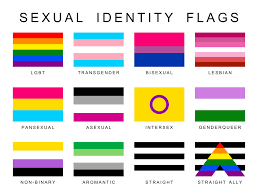 SEXUAL IDENTITY FLAGS
LGBT TRANSGENDER BISEXUAL LESBIAN
PANSEXUAL ASEXUAL INTERSEX GENDERQUEER
NON-BINARY AROMANTIC STRAIGHT STRAIGHT ALLY